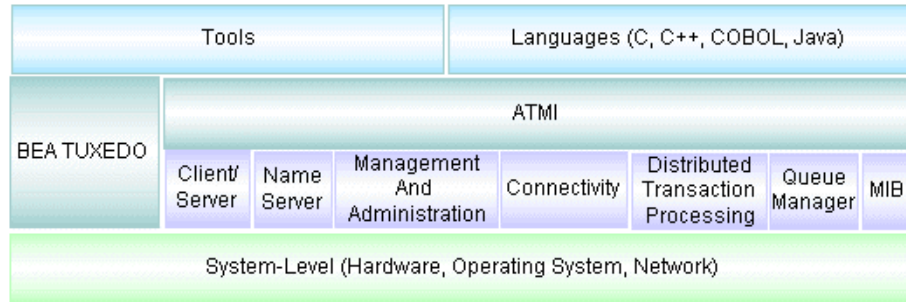 Tools
Languages (C, C++, COBOL, Java)
BEA TUXEDO
ATMI
Client/
Server
Name
Server
Management
And
Administration
Connectivity
Distributed
Transaction
Processing
Queue
Manager
MIB
System-Level (Hardware, Operating System, Network)